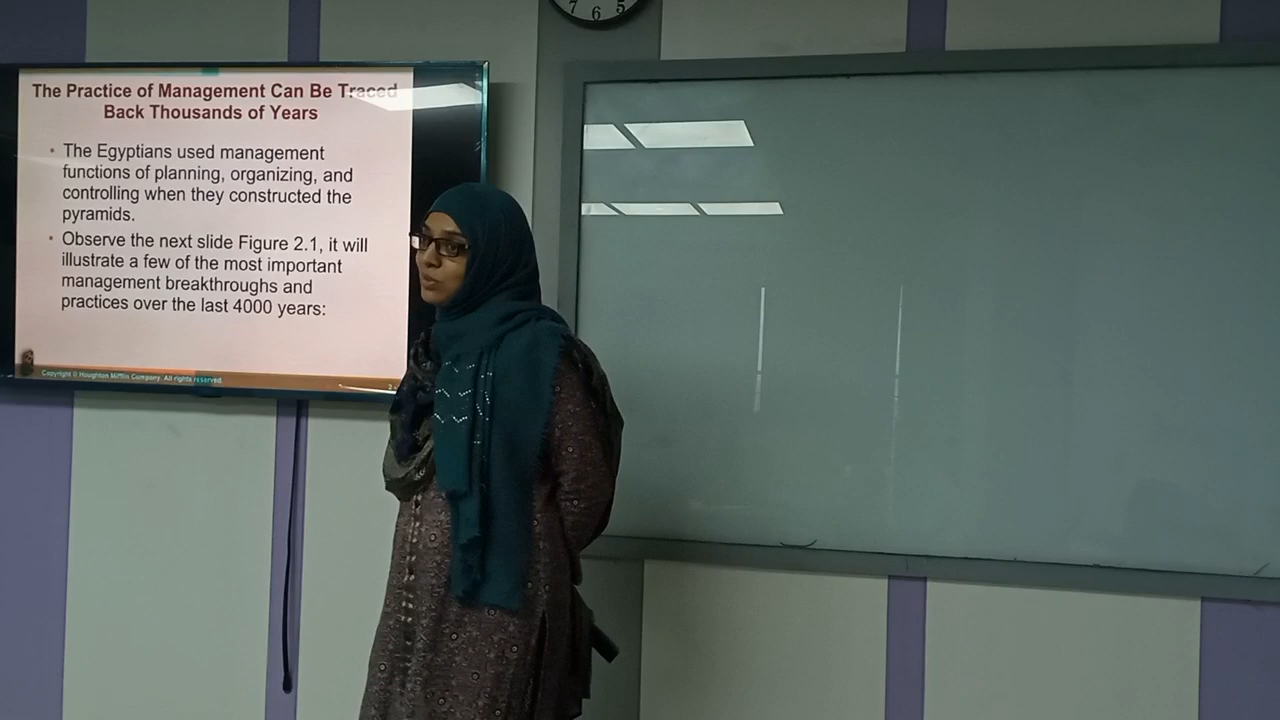 7 6 5
The Practice of Management Can Be Traced
Back Thousands of Years
• The Egyptians used management
functions of planning, organizing, and
controlling when they constructed the
pyramids.
• Observe the next slide Figure 2.1, it will
illustrate a few of the most important
management breakthroughs and
practices over the last 4000 years:
Copyright © Houghton Mifflin Company. All rights reserved.